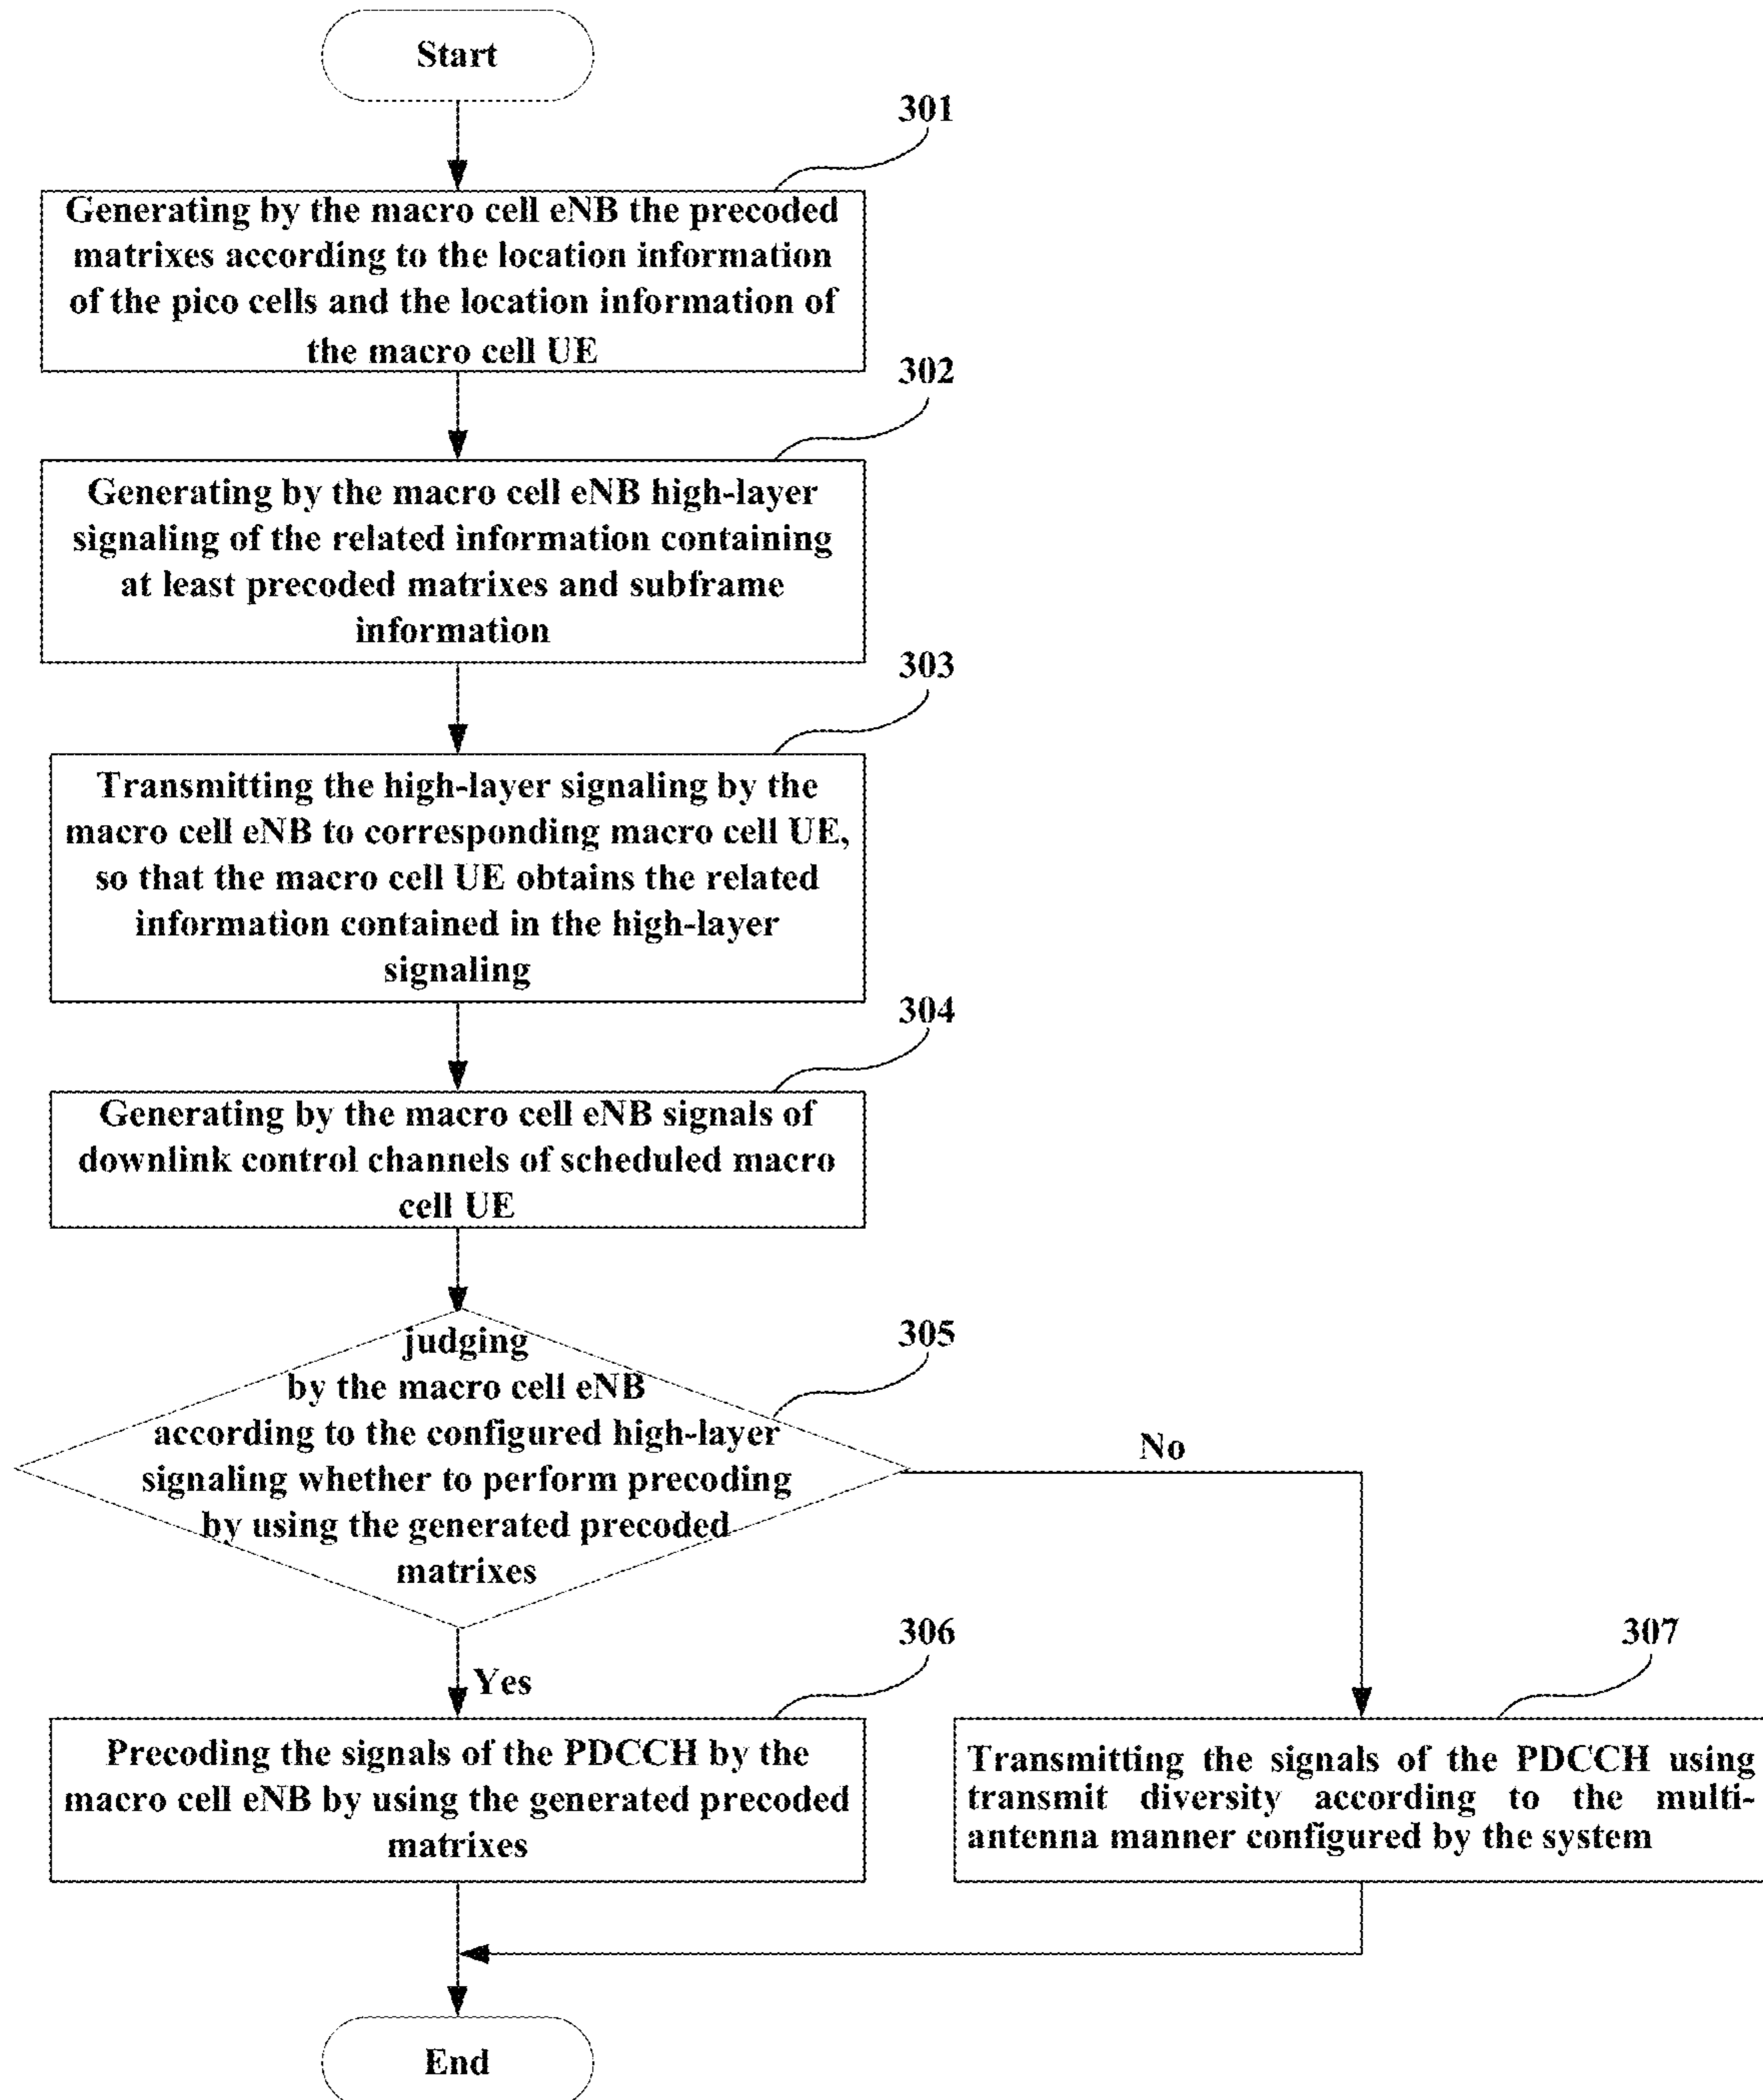 Start
301
Generating by the macro cell eNB the precoded
matrixes according to the location information
of the pico cells and the location information of
the macro cell UE
302
Generating by the macro cell eNB high-layer
signaling of the related information containing
at least precoded matrixes and subframe
information
303
Transmitting the high-layer signaling by the
macro cell eNB to corresponding macro cell UE,
so that the macro cell UE obtains the related
information contained in the high-layer
signaling
304
Generating by the macro cell eNB signals of
downlink control channels of scheduled macro
cell UE
305
judging
by the macro cell eNB
according to the configured high-layer
signaling whether to perform precoding
by using the generated precoded
matrixes
No
Yes
306
Precoding the signals of the PDCCH by the
macro cell eNB by using the generated precoded
matrixes
307
Transmitting the signals of the PDCCH using
transmit diversity according to the multi-
antenna manner configured by the system
End